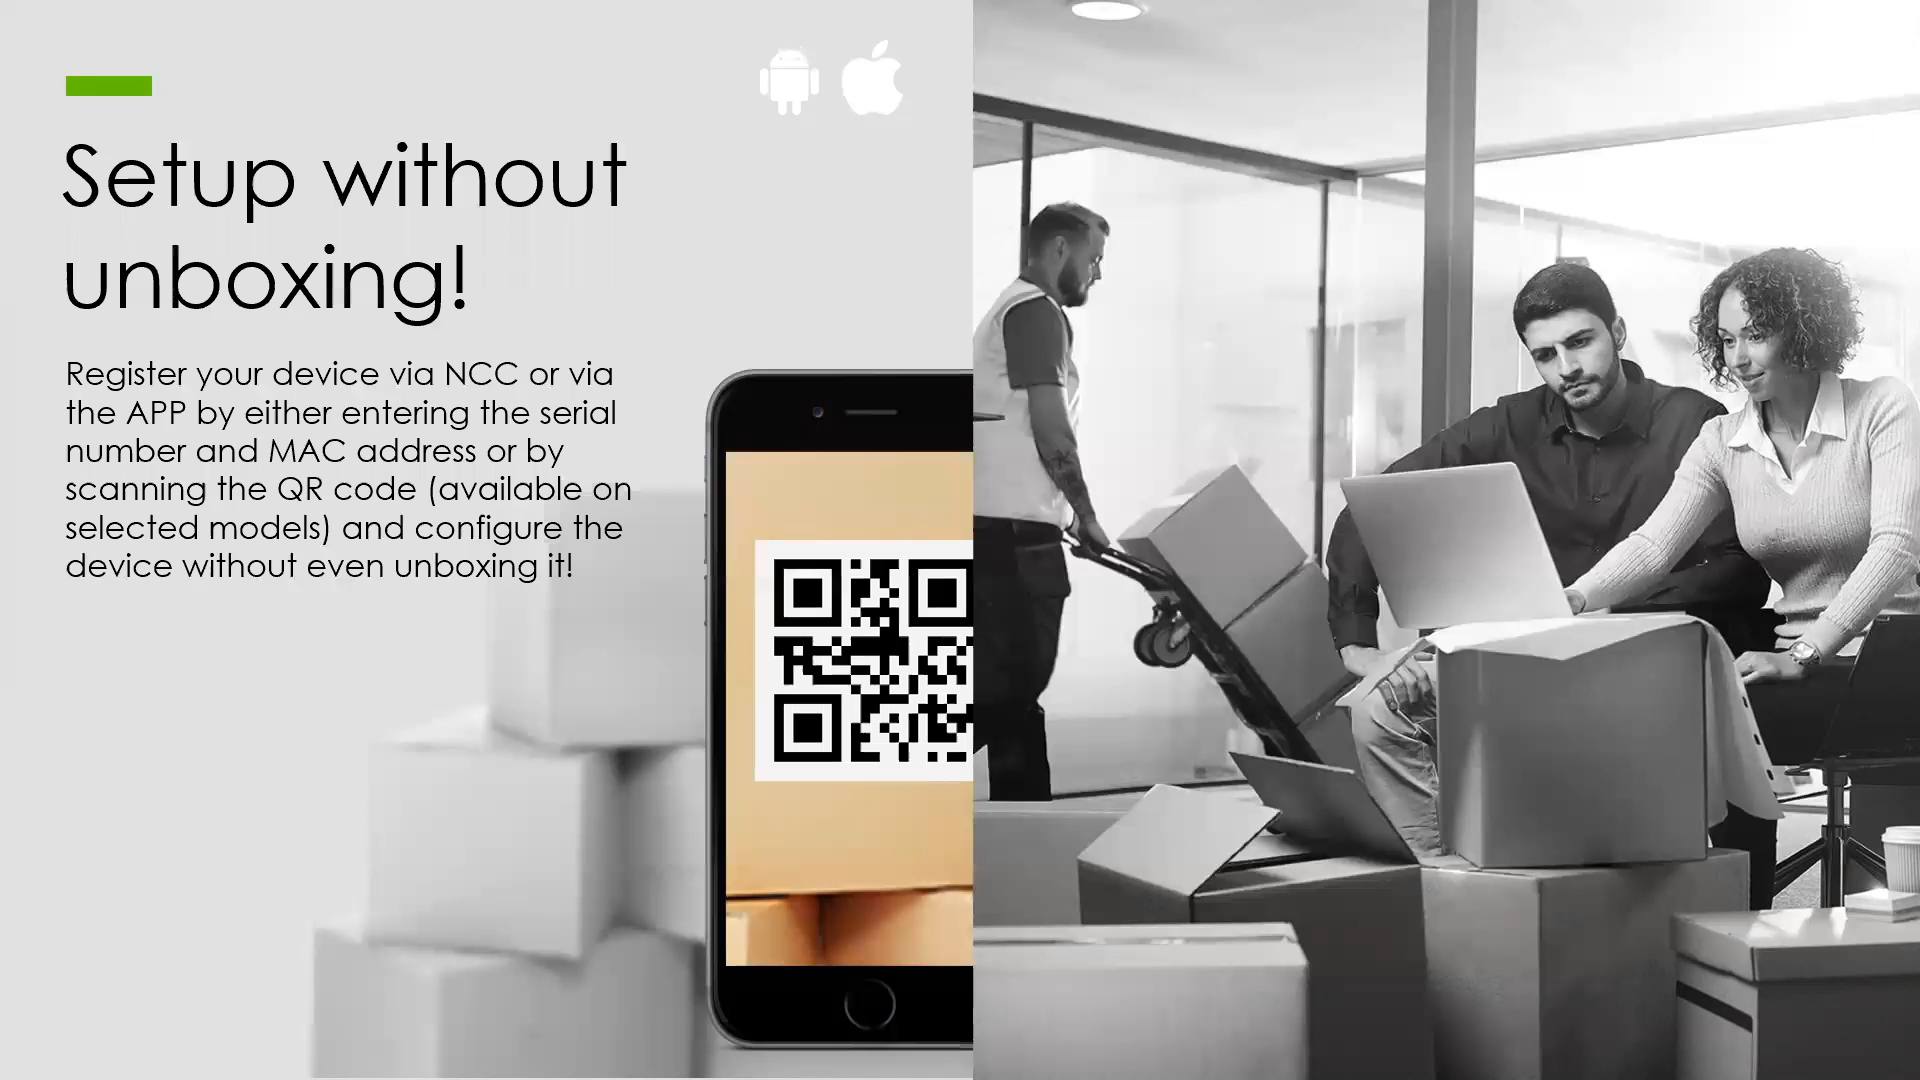 Setup without
unboxing!
Register your device via NCC or via
the APP by either entering the serial
number and MAC address or by
scanning the QR code (available on
selected models) and configure the
device without even unboxing it!